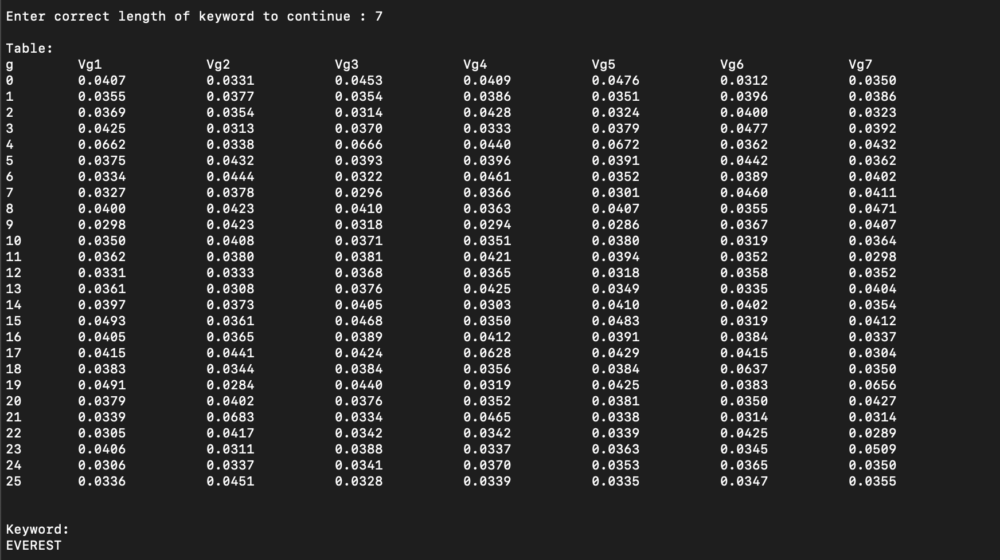 Enter correct length of keyword to continue : 7
Table:
g Vg1 Vg2 Vg3 Vg4 Vg5 Vg6 Vg7
0 0.0407 0.0331 0.0453 0.0409 0.0476 0.0312 0.0350
1 0.0355 0.0377 0.0354 0.0386 0.0351 0.0396 0.0386
2 0.0369 0.0354 0.0314 0.0428 0.0324 0.0400 0.0323
3 0.0425 0.0313 0.0370 0.0333 0.0379 0.0477 0.0392
4 0.0662 0.0338 0.0666 0.0440 0.0672 0.0362 0.0432
5 0.0375 0.0432 0.0393 0.0396 0.0391 0.0442 0.0362
6 0.0334 0.0444 0.0322 0.0461 0.0352 0.0389 0.0402
7 0.0327 0.0378 0.0296 0.0366 0.0301 0.0460 0.0411
8 0.0400 0.0423 0.0410 0.0363 0.0407 0.0355 0.0471
9 0.0298 0.0423 0.0318 0.0294 0.0286 0.0367 0.0407
10 0.0350 0.0408 0.0371 0.0351 0.0380 0.0319 0.0364
11 0.0362 0.0380 0.0381 0.0421 0.0394 0.0352 0.0298
12 0.0331 0.0333 0.0368 0.0365 0.0318 0.0358 0.0352
13 0.0361 0.0308 0.0376 0.0425 0.0349 0.0335 0.0404
14 0.0397 0.0373 0.0405 0.0303 0.0410 0.0402 0.0354
15 0.0493 0.0361 0.0468 0.0350 0.0483 0.0319 0.0412
16 0.0405 0.0365 0.0389 0.0412 0.0391 0.0384 0.0337
17 0.0415 0.0441 0.0424 0.0628 0.0429 0.0415 0.0304
18 0.0383 0.0344 0.0384 0.0356 0.0384 0.0637 0.0350
19 0.0491 0.0284 0.0440 0.0319 0.0425 0.0383 0.0656
20 0.0379 0.0402 0.0376 0.0352 0.0381 0.0350 0.0427
21 0.0339 0.0683 0.0334 0.0465 0.0338 0.0314 0.0314
22 0.0305 0.0417 0.0342 0.0342 0.0339 0.0425 0.0289
23 0.0406 0.0311 0.0388 0.0337 0.0363 0.0345 0.0509
24 0.0306 0.0337 0.0341 0.0370 0.0353 0.0365 0.0350
25 0.0336 0.0451 0.0328 0.0339 0.0335 0.0347 0.0355
Keyword:
EVEREST